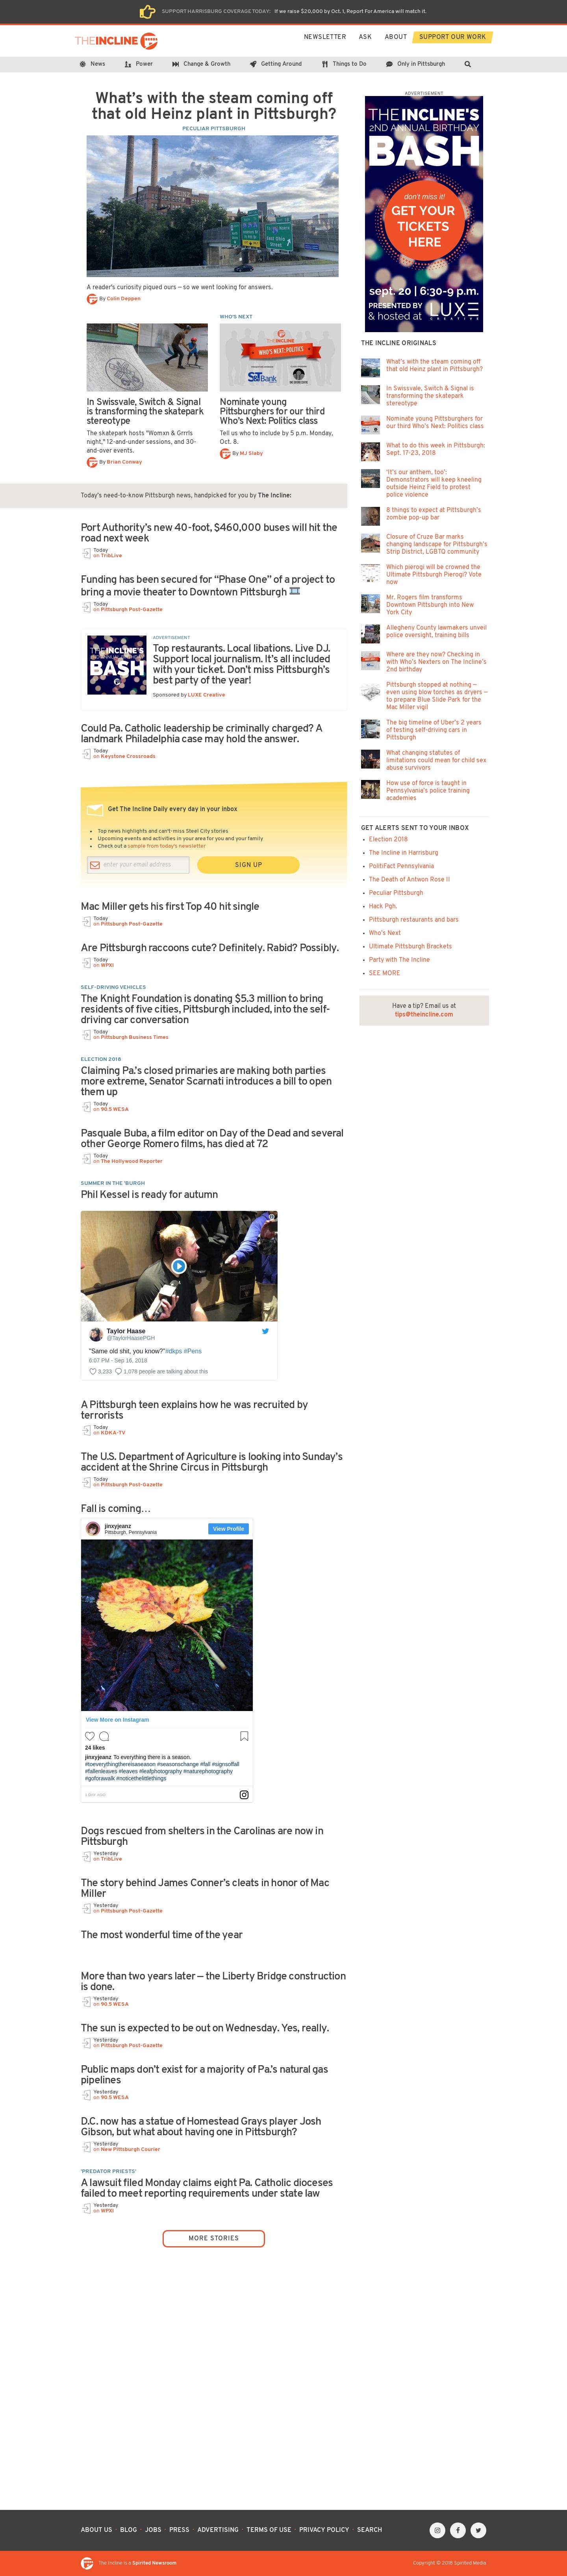 SUPPORT HARRISBURG COVERAGE TODAY: If we raise $20,000 by Oct. 1, Report For America will match it.
THEINCLINE
NEWSLETTER ASK ABOUT SUPPORT OUR WORK
News Power Change & Growth Getting Around Things to Do Only in Pittsburgh
What's with the steam coming off
that old Heinz plant in Pittsburgh?
PECULIAR PITTSBURGH
A reader's curiosity piqued ours — so we went looking for answers.
By Colin Deppen
In Swissvale, Switch & Signal
is transforming the skatepark
stereotype
The skatepark hosts "Womxn & Grrrls
night," 12-and-under sessions, and 30-
and-over events.
By Brian Conway
WHO'S NEXT
THE INCLINE
WHO'S NEXT: POLITICS
S&T Bank
Nominate young
Pittsburghers for our third
Who's Next: Politics class
Tell us who to include by 5 p.m. Monday,
Oct. 8.
By MJ Slaby
Today's need-to-know Pittsburgh news, handpicked for you by The Incline:
Port Authority's new 40-foot, $460,000 buses will hit the
road next week
Today
on TribLive
Funding has been secured for "Phase One" of a project to
bring a movie theater to Downtown Pittsburgh
Today
on Pittsburgh Post-Gazette
THE INCLINE'S
BASH
ADVERTISEMENT
Top restaurants. Local libations. Live DJ.
Support local journalism. It's all included
with your ticket. Don't miss Pittsburgh's
best party of the year!
Sponsored by LUXE Creative
Could Pa. Catholic leadership be criminally charged? A
landmark Philadelphia case may hold the answer.
Today
on Keystone Crossroads
Get The Incline Daily every day in your inbox
Top news highlights and can't-miss Steel City stories
Upcoming events and activities in your area for you and your family
Check out a sample from today's newsletter
enter your email address
SIGN UP
Mac Miller gets his first Top 40 hit single
Today
on Pittsburgh Post-Gazette
Are Pittsburgh raccoons cute? Definitely. Rabid? Possibly.
Today
on WPXI
SELF-DRIVING VEHICLES
The Knight Foundation is donating $5.3 million to bring
residents of five cities, Pittsburgh included, into the self-
driving car conversation
Today
on Pittsburgh Business Times
ELECTION 2018
Claiming Pa.'s closed primaries are making both parties
more extreme, Senator Scarnati introduces a bill to open
them up
Today
on 90.5 WESA
Pasquale Buba, a film editor on Day of the Dead and several
other George Romero films, has died at 72
Today
on The Hollywood Reporter
SUMMER IN THE 'BURGH
Phil Kessel is ready for autumn
Taylor Haase
@TaylorHaasePGH
"Same old shit, you know?"#dkps #Pens
6:07 PM - Sep 16, 2018
3,233 1,078 people are talking about this
A Pittsburgh teen explains how he was recruited by
terrorists
Today
on KDKA-TV
The U.S. Department of Agriculture is looking into Sunday's
accident at the Shrine Circus in Pittsburgh
Today
on Pittsburgh Post-Gazette
Fall is coming…
jinxyjeanz
Pittsburgh, Pennsylvania
View Profile
View More on Instagram
24 likes
jinxyjeanz To everything there is a season.
#toeverythingthereisaseason #seasonschange #fall #signsoffall
#fallenleaves #leaves #leafphotography #naturephotography
#goforawalk #noticethelittlethings
Dogs rescued from shelters in the Carolinas are now in
Pittsburgh
Yesterday
on TribLive
The story behind James Conner's cleats in honor of Mac
Miller
Yesterday
on Pittsburgh Post-Gazette
The most wonderful time of the year
More than two years later — the Liberty Bridge construction
is done.
Yesterday
on 90.5 WESA
The sun is expected to be out on Wednesday. Yes, really.
Yesterday
on Pittsburgh Post-Gazette
Public maps don't exist for a majority of Pa.'s natural gas
pipelines
Yesterday
on 90.5 WESA
D.C. now has a statue of Homestead Grays player Josh
Gibson, but what about having one in Pittsburgh?
Yesterday
on New Pittsburgh Courier
'PREDATOR PRIESTS'
A lawsuit filed Monday claims eight Pa. Catholic dioceses
failed to meet reporting requirements under state law
Yesterday
on WPXI
MORE STORIES
ADVERTISEMENT
THE INCLINE'S
2ND ANNUAL BIRTHDAY
BASH
don't miss it!
GET YOUR
TICKETS
HERE
sept. 20 | 6:30-9 p.m.
PRESENTED BY
& hosted at
LUXE
CREATIVE
THE INCLINE ORIGINALS
What's with the steam coming off
that old Heinz plant in Pittsburgh?
In Swissvale, Switch & Signal is
transforming the skatepark
stereotype
Nominate young Pittsburghers for
our third Who's Next: Politics class
What to do this week in Pittsburgh:
Sept. 17-23, 2018
'It's our anthem, too':
Demonstrators will keep kneeling
outside Heinz Field to protest
police violence
8 things to expect at Pittsburgh's
zombie pop-up bar
Closure of Cruze Bar marks
changing landscape for Pittsburgh's
Strip District, LGBTQ community
Which pierogi will be crowned the
Ultimate Pittsburgh Pierogi? Vote
now
Mr. Rogers film transforms
Downtown Pittsburgh into New
York City
Allegheny County lawmakers unveil
police oversight, training bills
Where are they now? Checking in
with Who's Nexters on The Incline's
2nd birthday
Pittsburgh stopped at nothing —
even using blow torches as dryers —
to prepare Blue Slide Park for the
Mac Miller vigil
The big timeline of Uber's 2 years
of testing self-driving cars in
Pittsburgh
What changing statutes of
limitations could mean for child sex
abuse survivors
How use of force is taught in
Pennsylvania's police training
academies
GET ALERTS SENT TO YOUR INBOX
Election 2018
The Incline in Harrisburg
PolitiFact Pennsylvania
The Death of Antwon Rose II
Peculiar Pittsburgh
Hack Pgh.
Pittsburgh restaurants and bars
Who's Next
Ultimate Pittsburgh Brackets
Party with The Incline
SEE MORE
Have a tip? Email us at
tips@theincline.com
ABOUT US · BLOG · JOBS · PRESS · ADVERTISING · TERMS OF USE · PRIVACY POLICY · SEARCH
The Incline is a Spirited Newsroom
Copyright © 2018 Spirited Media